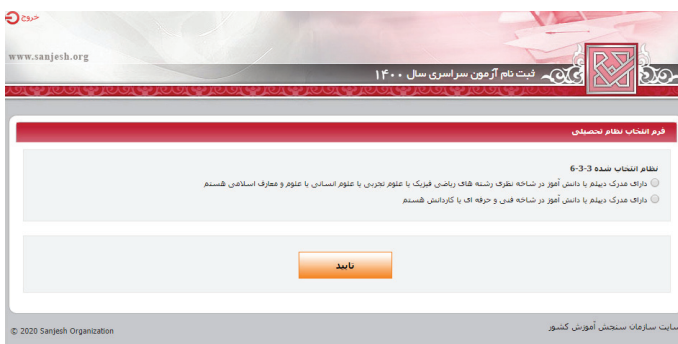 خروج
www.sanjesh.org
ثبت نام آزمون سراسری سال ۱۴۰۰
فرم انتخاب نظام تحصیلی
نظام انتخاب شده 3-3-6
دارای مدرک دیپلم یا دانش آموز در شاخه نظری رشته های ریاضی فیزیک یا علوم تجربی یا علوم انسانی یا علوم و معارف اسلامی هستم
دارای مدرک دیپلم یا دانش آموز در شاخه فنی و حرفه ای یا کاردانش هستم
تایید
سایت سازمان سنجش آموزش کشور
© 2020 Sanjesh Organization